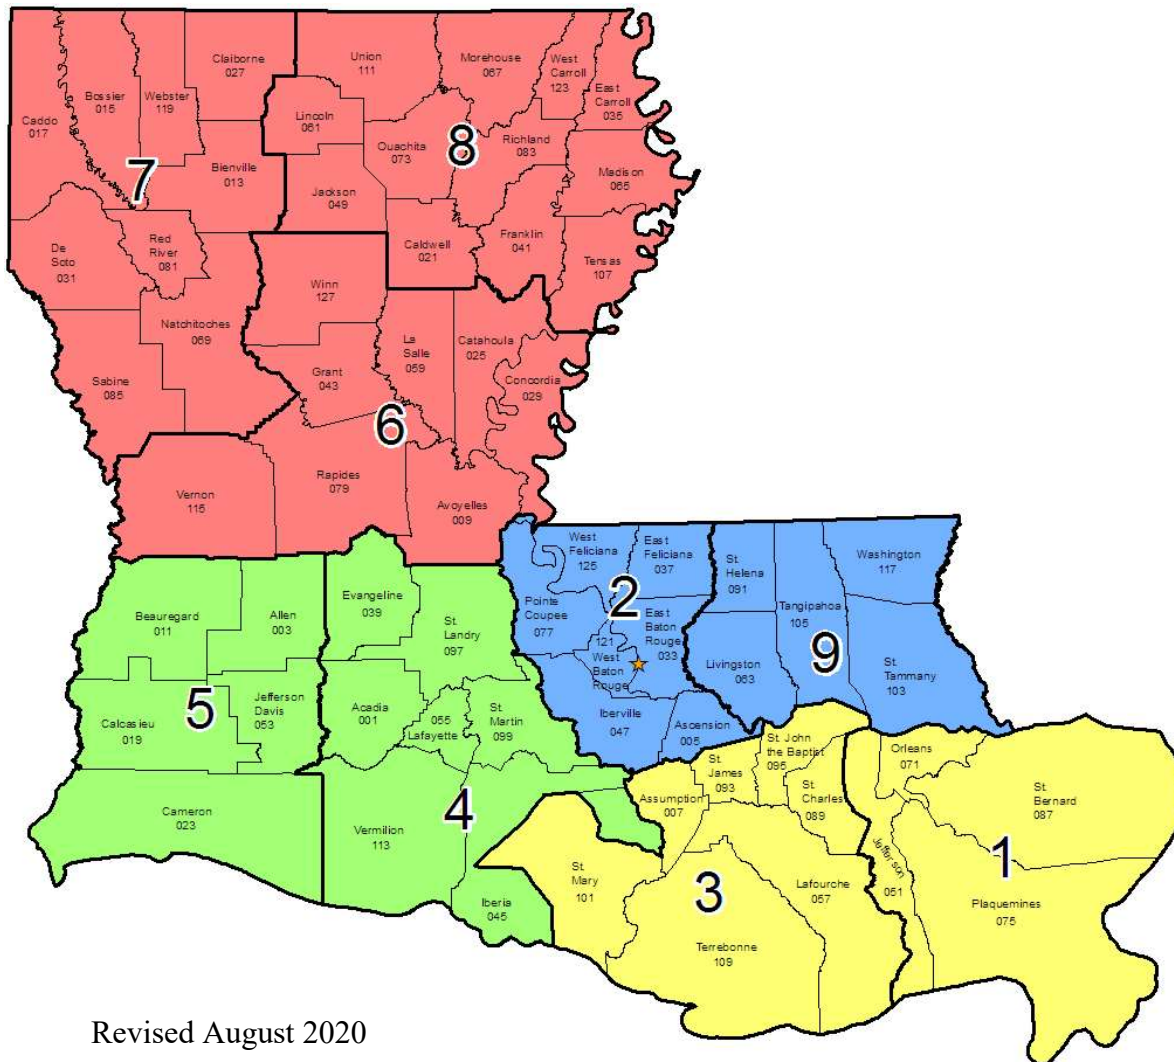 Claiborne
027
Union
111
Morehouse
067
West
Carroll
123
East
Carroll
035
Caddo
017
Bossier
015
Webster
119
Lincoln
061
Ouachita
073
Richland
083
Madison
065
7
8
Bienville
013
Jackson
049
De
Soto
031
Red
River
081
Caldwell
021
Franklin
041
Tensas
107
Winn
127
Natchitoches
069
La
Salle
059
Catahoula
025
Sabine
085
Grant
043
Concordia
029
6
Vernon
115
Rapides
079
Avoyelles
009
West
Feliciana
125
East
Feliciana
037
St.
Helena
091
Washington
117
Beauregard
011
Allen
003
Evangeline
039
St.
Landry
097
Pointe
Coupee
077
2
East
Baton
Rouge
033
121
West
Baton
Rouge
Tangipahoa
105
9
Livingston
063
St.
Tammany
103
5
Calcasieu
019
Jefferson
Davis
053
Acadia
001
055
Lafayette
St.
Martin
099
Iberville
047
Ascension
005
St. John
the Baptist
095
St.
James
093
Orleans
071
Cameron
023
Vermilion
113
4
Assumption
007
St.
Charles
089
St.
Bernard
087
Iberia
045
St.
Mary
101
3
Lafourche
057
Jefferson
051
1
Plaquemines
075
Terrebonne
109
Revised August 2020